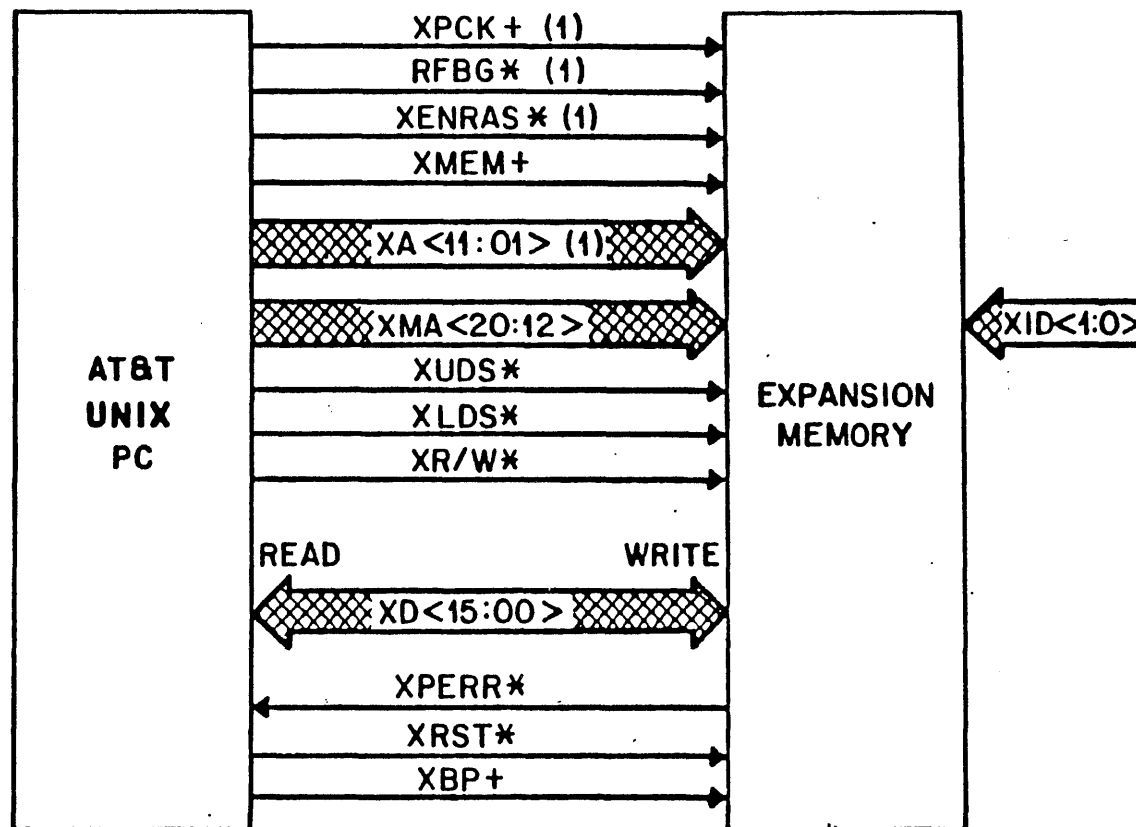 XPCK+ (1)
RFBG* (1)
XENRAS* (1)
XMEM+
XA<11:01> (1)
XMA<20:12>
XID<1:0>
XUDS*
XLDS*
XR/W*
AT&T
UNIX
PC
EXPANSION
MEMORY
READ
WRITE
XD<15:00>
XPERR*
XRST*
XBP+